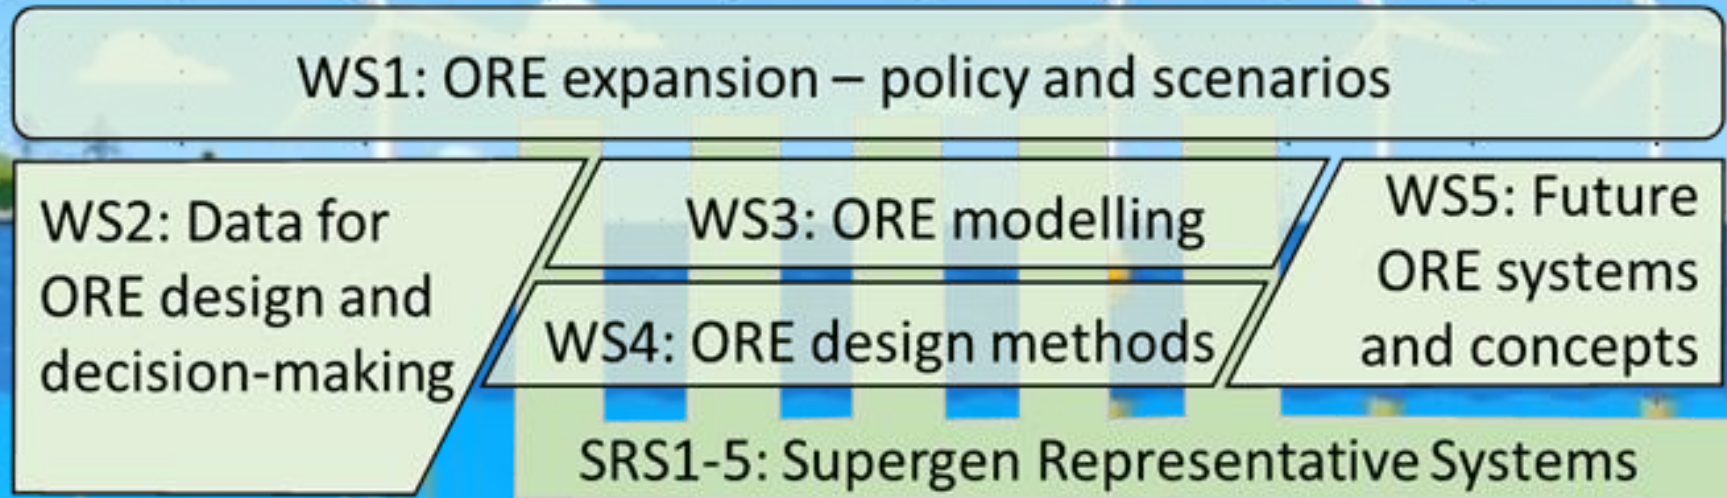 WS1: ORE expansion – policy and scenarios
WS2: Data for
ORE design and
decision-making
WS3: ORE modelling
WS4: ORE design methods
WS5: Future
ORE systems
and concepts
SRS1-5: Supergen Representative Systems